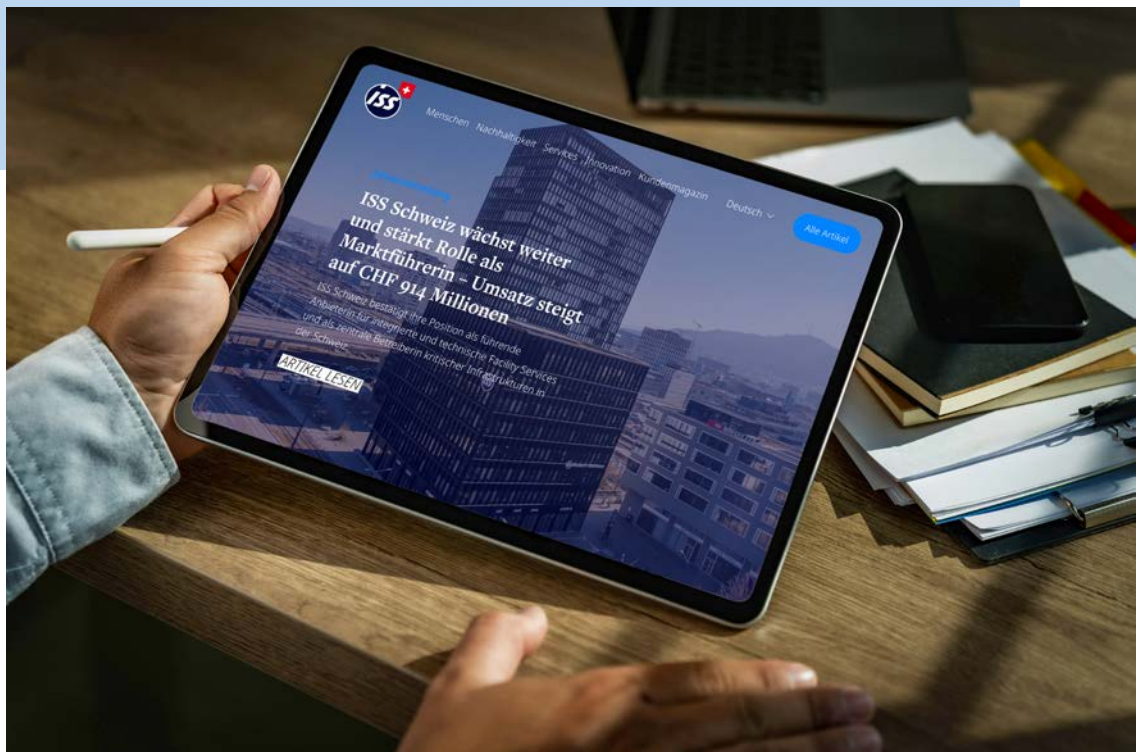 ISS
Menschen Nachhaltigkeit Services Innovation Kundenmagazin Deutsch Alle Artikel
ISS Schweiz wächst weiter
und stärkt Rolle als
Marktführerin – Umsatz steigt
auf CHF 914 Millionen
ISS Schweiz bestätigt ihre Position als führende
Anbieterin für integrierte und technische Facility Services
und als zentrale Betreiberin kritischer Infrastrukturen in
der Schweiz.
ARTIKEL LESEN